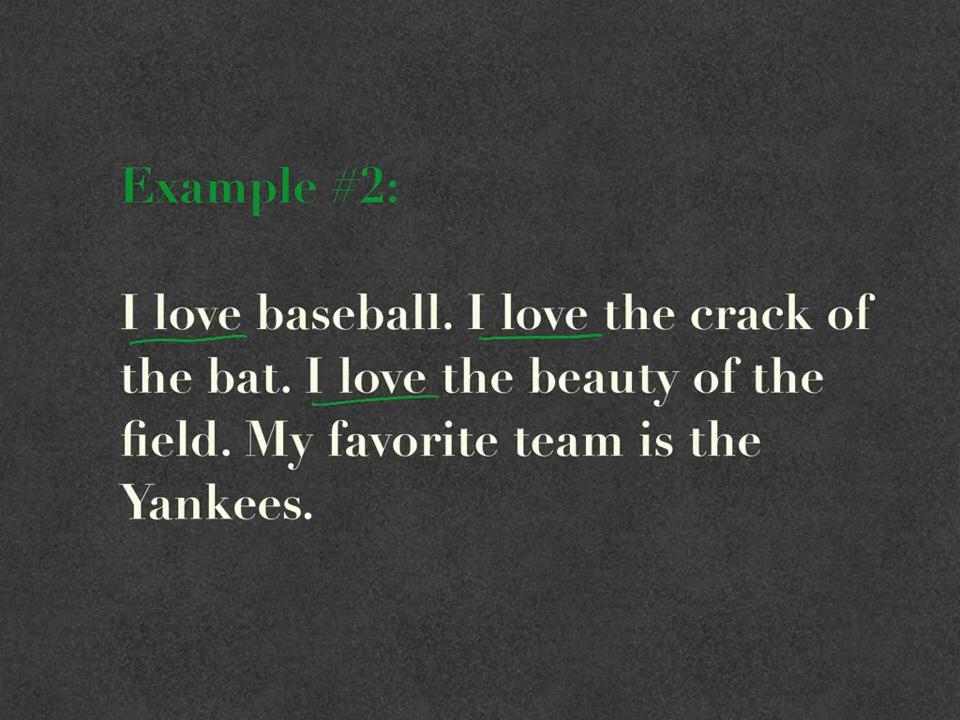 Example #2:
I love baseball. I love the crack of
the bat. I love the beauty of the
field. My favorite team is the
Yankees.